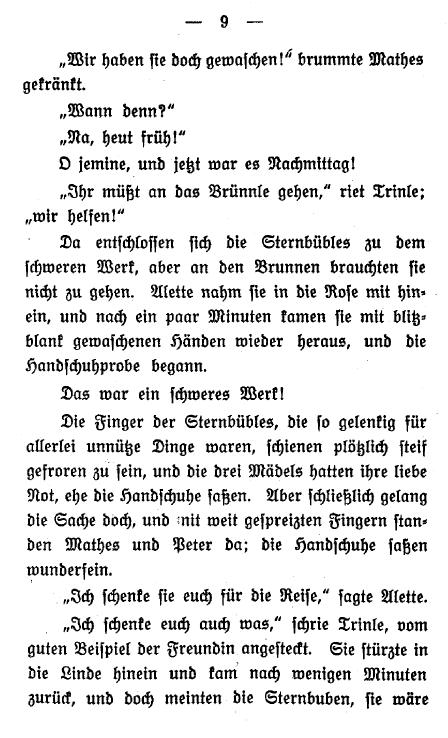 — 9 —
„Wir haben sie doch gewaschen!“ brummte Mathes
gekränkt.
„Wann denn?“
„Na, heut früh!“
O jemine, und jetzt war es Nachmittag!
„Ihr müßt an das Brünnle gehen,“ riet Trinle;
„wir helfen!“
Da entschlossen sich die Sternbübles zu dem
schweren Werk, aber an den Brunnen brauchten sie
nicht zu gehen. Alette nahm sie in die Rose mit hin-
ein, und nach ein paar Minuten kamen sie mit blitz-
blank gewaschenen Händen wieder heraus, und die
Handschuhprobe begann.
Das war ein schweres Werk!
Die Finger der Sternbübles, die so gelenkig für
allerlei unnütze Dinge waren, schienen plötzlich steif
gefroren zu sein, und die drei Mädels hatten ihre liebe
Not, ehe die Handschuhe saßen. Aber schließlich gelang
die Sache doch, und mit weit gespreizten Fingern stan-
den Mathes und Peter da; die Handschuhe saßen
wunderfein.
„Ich schenke sie euch für die Reise,“ sagte Alette.
„Ich schenke euch auch was,“ schrie Trinle, vom
guten Beispiel der Freundin angesteckt. Sie stürzte in
die Linde hinein und kam nach wenigen Minuten
zurück, und doch meinten die Sternbuben, sie wäre